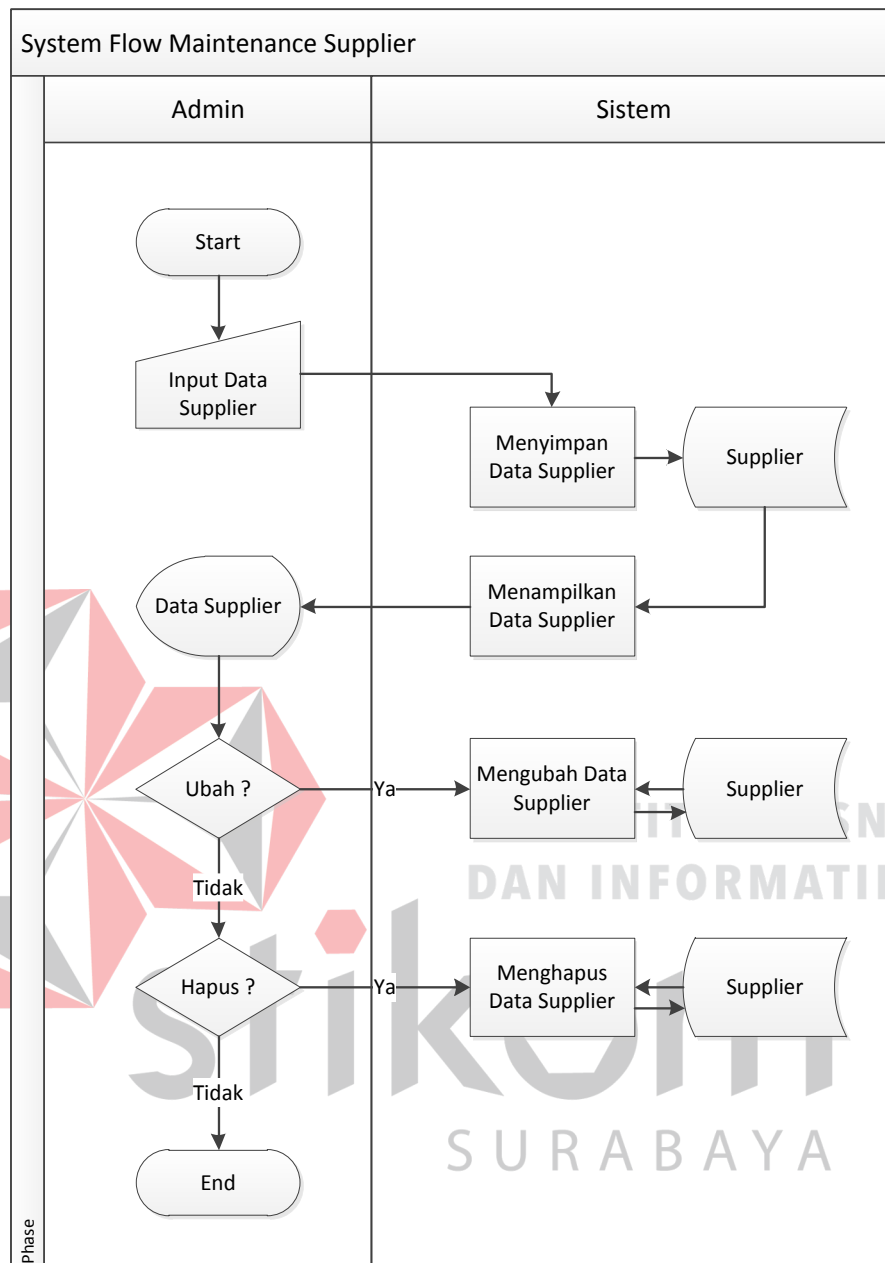 System Flow Maintenance Supplier
Admin
Sistem
Start
Input Data
Supplier
Menyimpan
Data Supplier
Supplier
Data Supplier
Menampilkan
Data Supplier
Ubah ?
Ya
Mengubah Data
Supplier
Supplier
DAN INFORMATI
Tidak
Hapus ?
Ya
Menghapus
Data Supplier
Supplier
stikom
Tidak
SURABAYA
End
Phase